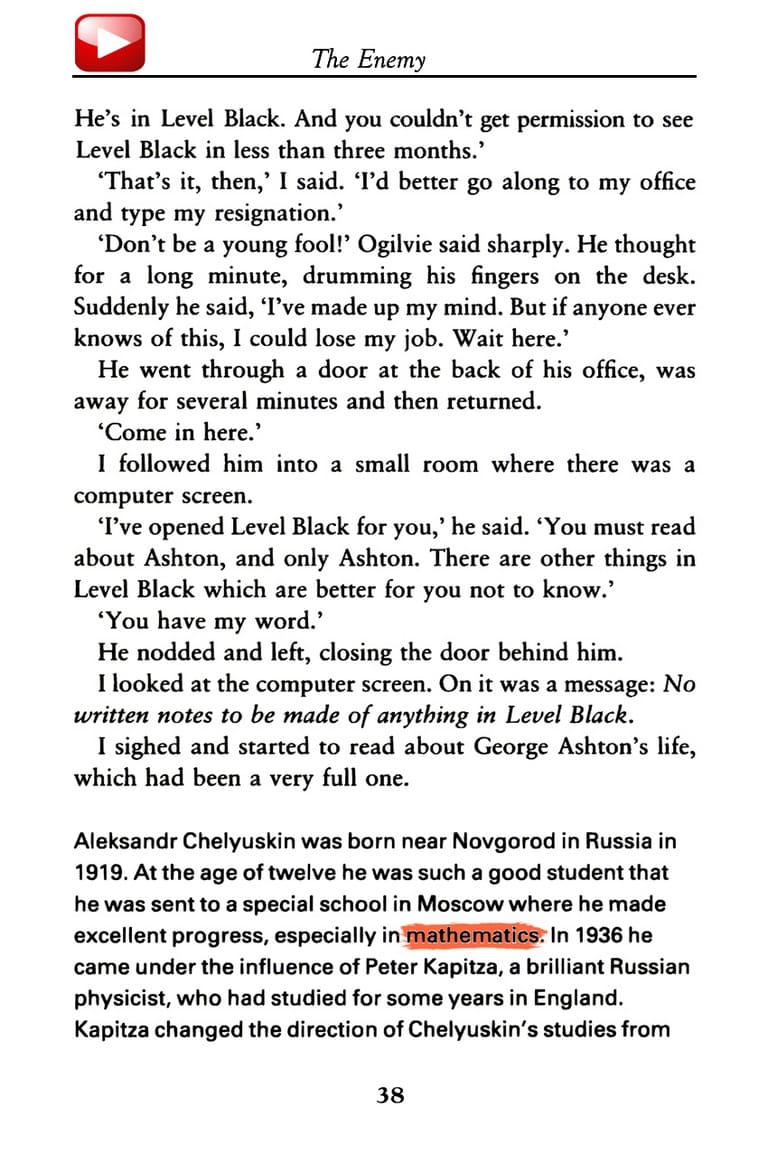 The Enemy
He's in Level Black. And you couldn't get permission to see
Level Black in less than three months.’
‘That's it, then,’ I said. ‘I'd better go along to my office
and type my resignation.’
‘Don't be a young fool!’ Ogilvie said sharply. He thought
for a long minute, drumming his fingers on the desk.
Suddenly he said, ‘I've made up my mind. But if anyone ever
knows of this, I could lose my job. Wait here.’
He went through a door at the back of his office, was
away for several minutes and then returned.
‘Come in here.’
I followed him into a small room where there was a
computer screen.
‘I've opened Level Black for you,’ he said. ‘You must read
about Ashton, and only Ashton. There are other things in
Level Black which are better for you not to know.’
‘You have my word.’
He nodded and left, closing the door behind him.
I looked at the computer screen. On it was a message: No
written notes to be made of anything in Level Black.
I sighed and started to read about George Ashton's life,
which had been a very full one.
Aleksandr Chelyuskin was born near Novgorod in Russia in
1919. At the age of twelve he was such a good student that
he was sent to a special school in Moscow where he made
excellent progress, especially in mathematics. In 1936 he
came under the influence of Peter Kapitza, a brilliant Russian
physicist, who had studied for some years in England.
Kapitza changed the direction of Chelyuskin's studies from
38